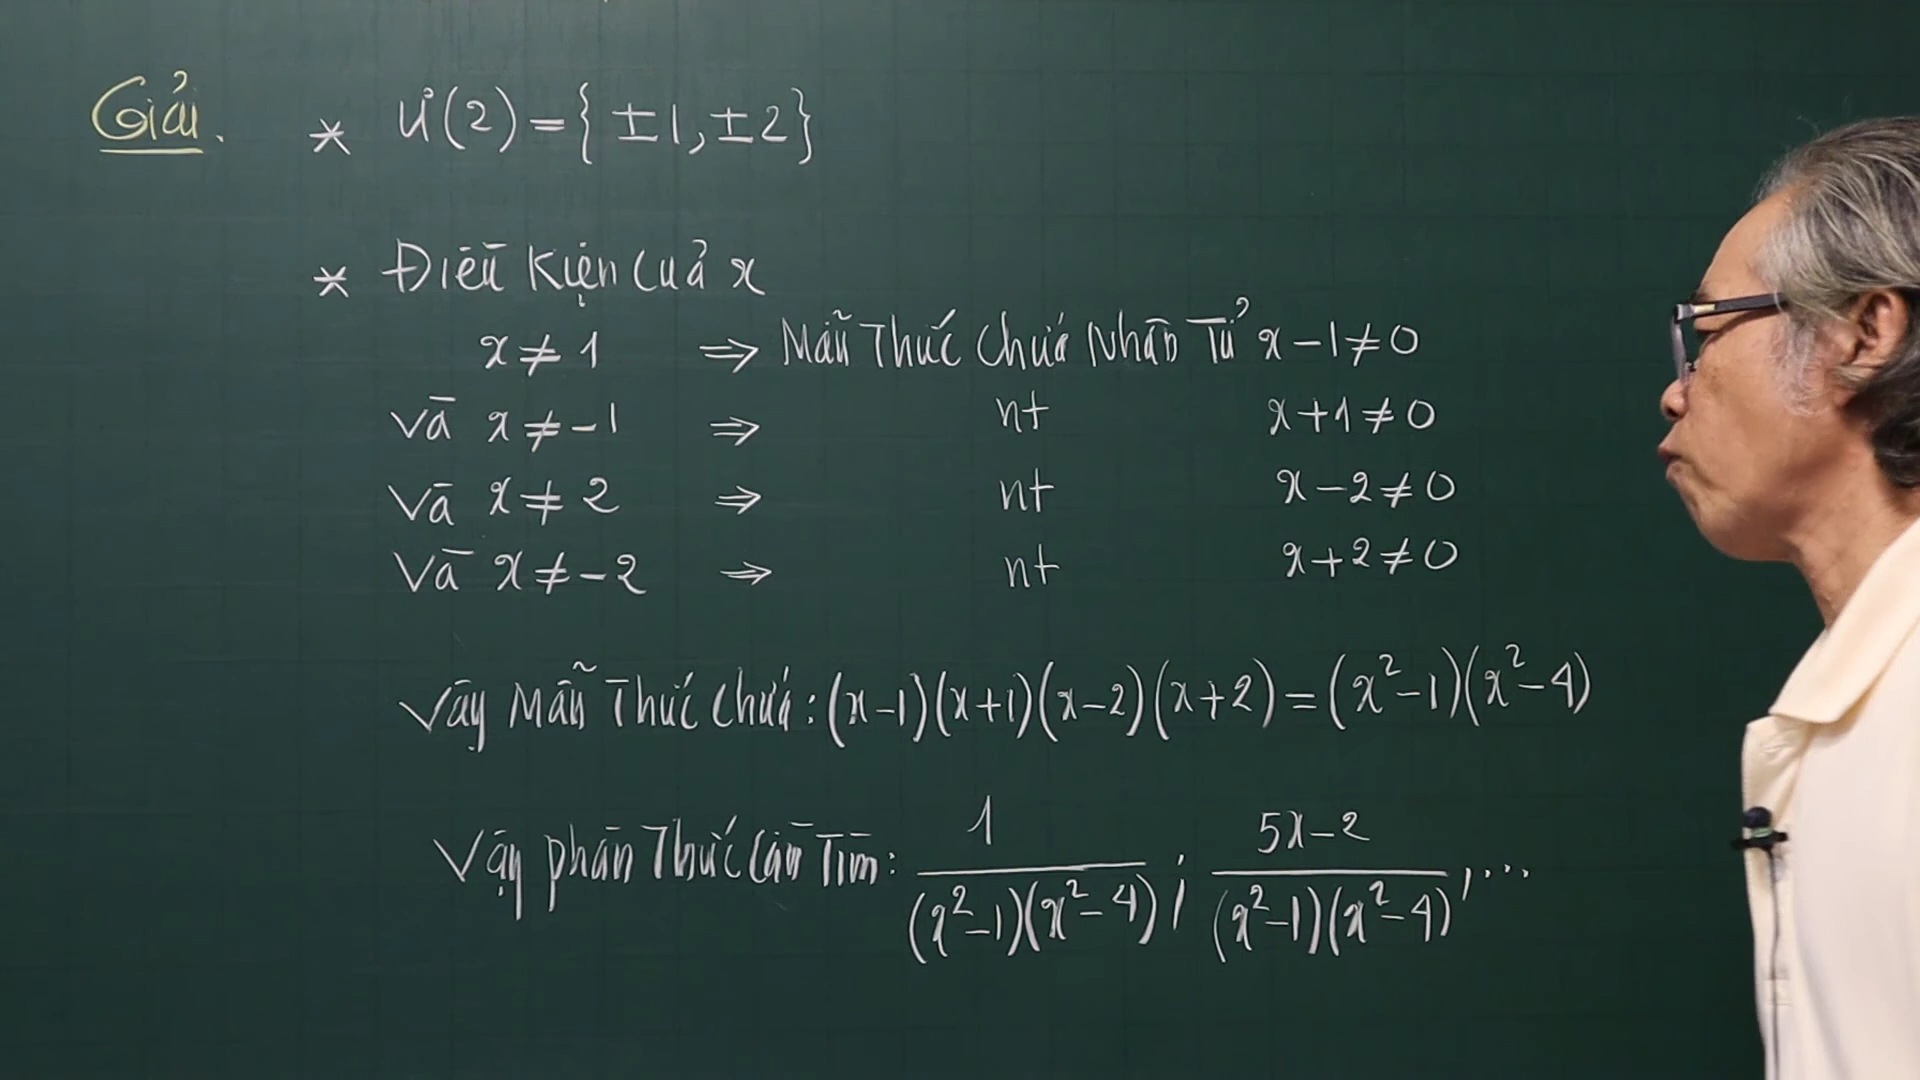 Giải. * Ư(2) = { ±1, ±2}
* Điều Kiện Của x
x ≠ 1 ⇒ Mẫu Thức Chứa Nhân Tử x - 1 ≠ 0
Và x ≠ -1 ⇒ nt x + 1 ≠ 0
Và x ≠ 2 ⇒ nt x - 2 ≠ 0
Và x ≠ -2 ⇒ nt x + 2 ≠ 0
Vậy Mẫu Thức Chứa: (x-1)(x+1)(x-2)(x+2) = (x²-1)(x²-4)
Vậy phân Thức Cần Tìm: 1/((x²-1)(x²-4)) ; (5x-2)/((x²-1)(x²-4)) , ...